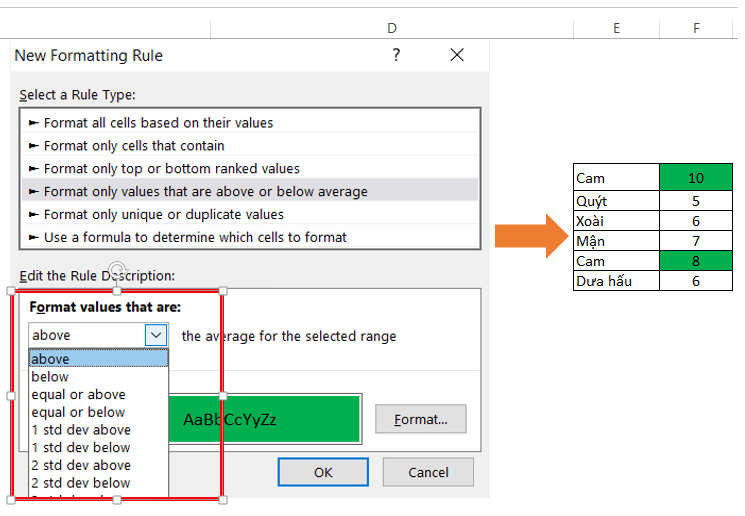 D E F
New Formatting Rule ?
Select a Rule Type:
► Format all cells based on their values
► Format only cells that contain
► Format only top or bottom ranked values
► Format only values that are above or below average
► Format only unique or duplicate values
► Use a formula to determine which cells to format
Edit the Rule Description:
Format values that are:
above the average for the selected range
above
below
equal or above
equal or below
1 std dev above
1 std dev below
2 std dev above
2 std dev below
AaBbCcYyZz
Format...
OK Cancel
Cam 10
Quýt 5
Xoài 6
Mận 7
Cam 8
Dưa hấu 6